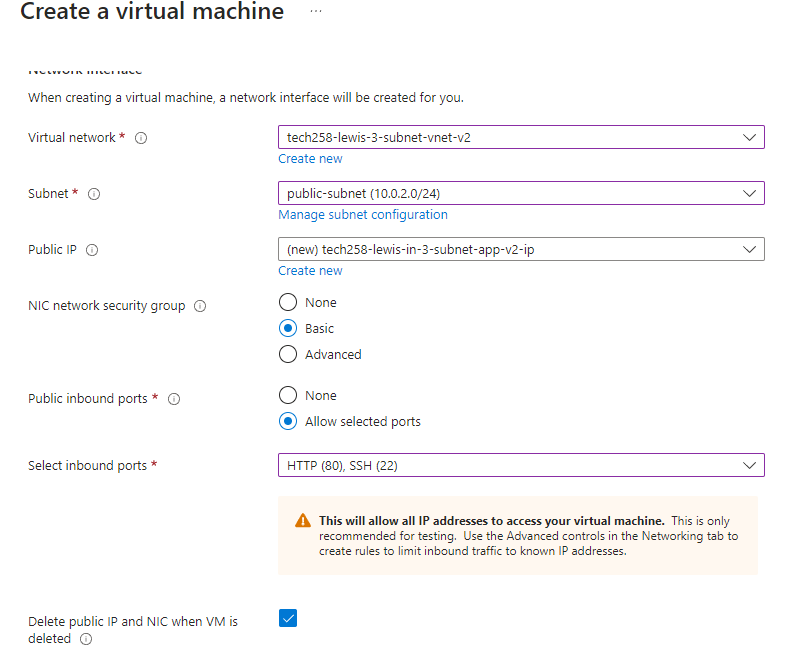 Create a virtual machine ...
Network interface
When creating a virtual machine, a network interface will be created for you.
Virtual network *
tech258-lewis-3-subnet-vnet-v2
Create new
Subnet *
public-subnet (10.0.2.0/24)
Manage subnet configuration
Public IP
(new) tech258-lewis-in-3-subnet-app-v2-ip
Create new
NIC network security group
None
Basic
Advanced
Public inbound ports *
None
Allow selected ports
Select inbound ports *
HTTP (80), SSH (22)
This will allow all IP addresses to access your virtual machine. This is only
recommended for testing. Use the Advanced controls in the Networking tab to
create rules to limit inbound traffic to known IP addresses.
Delete public IP and NIC when VM is
deleted